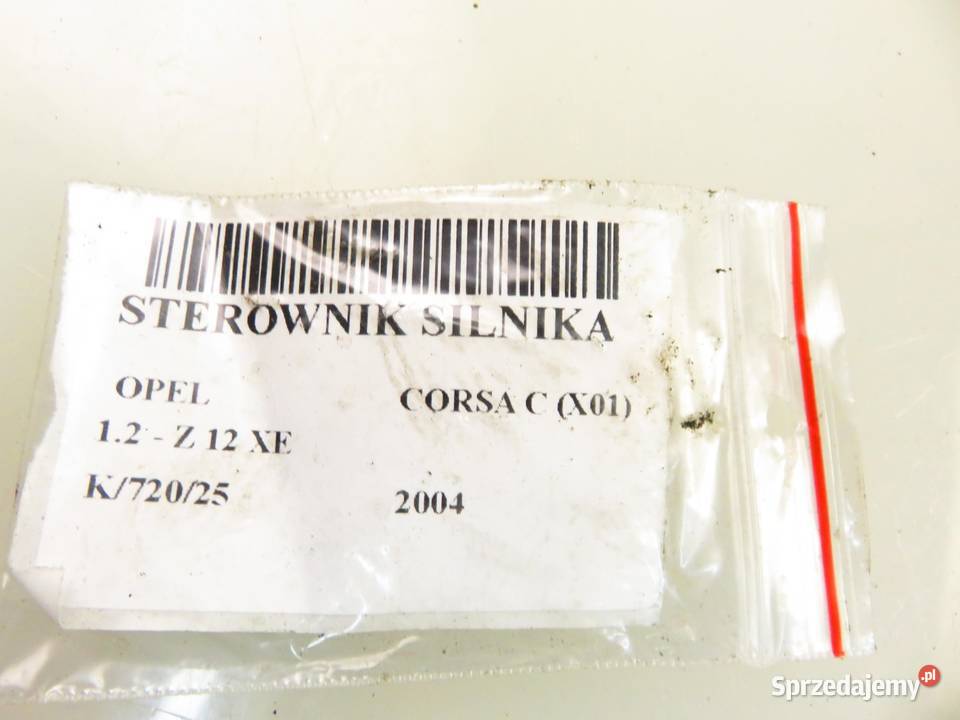 STEROWNIK SILNIKA
OPEL CORSA C (X01)
1.2 - Z 12 XE
K/720/25 2004
Sprzedajemy.pl